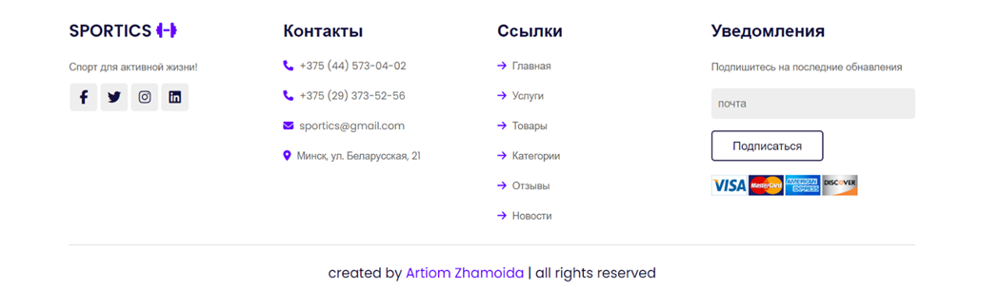 SPORTICS
Спорт для активной жизни!
Контакты
+375 (44) 573-04-02
+375 (29) 373-52-56
sportics@gmail.com
Минск, ул. Беларусская, 21
Ссылки
Главная
Услуги
Товары
Категории
Отзывы
Новости
Уведомления
Подпишитесь на последние обнавления
почта
Подписаться
VISA MasterCard AMERICAN EXPRESS DISCOVER
created by Artiom Zhamoida | all rights reserved